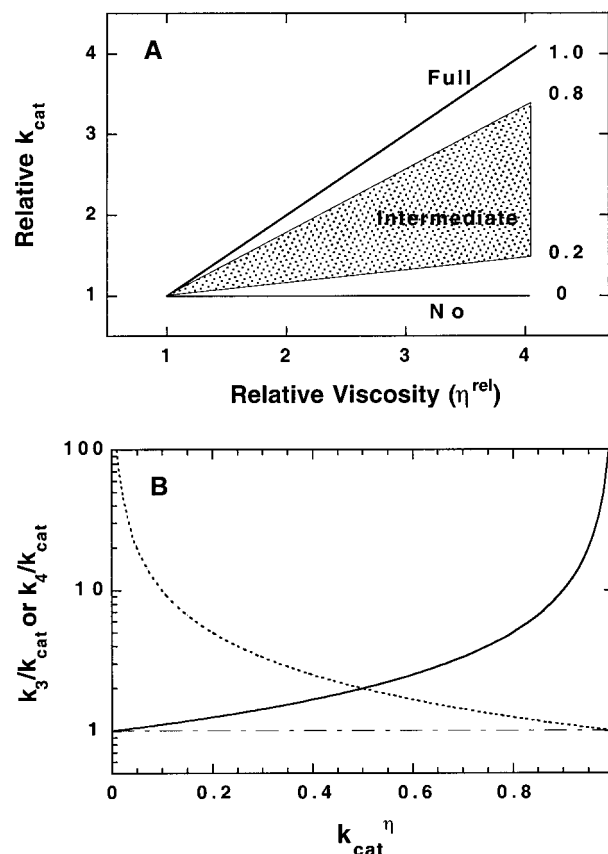 A
Relative k_cat
4
3
2
1
Full
Intermediate
No
1.0
0.8
0.2
0
1 2 3 4
Relative Viscosity (η^rel)
B
k_3/k_cat or k_4/k_cat
100
10
1
0 0.2 0.4 0.6 0.8
k_cat^η